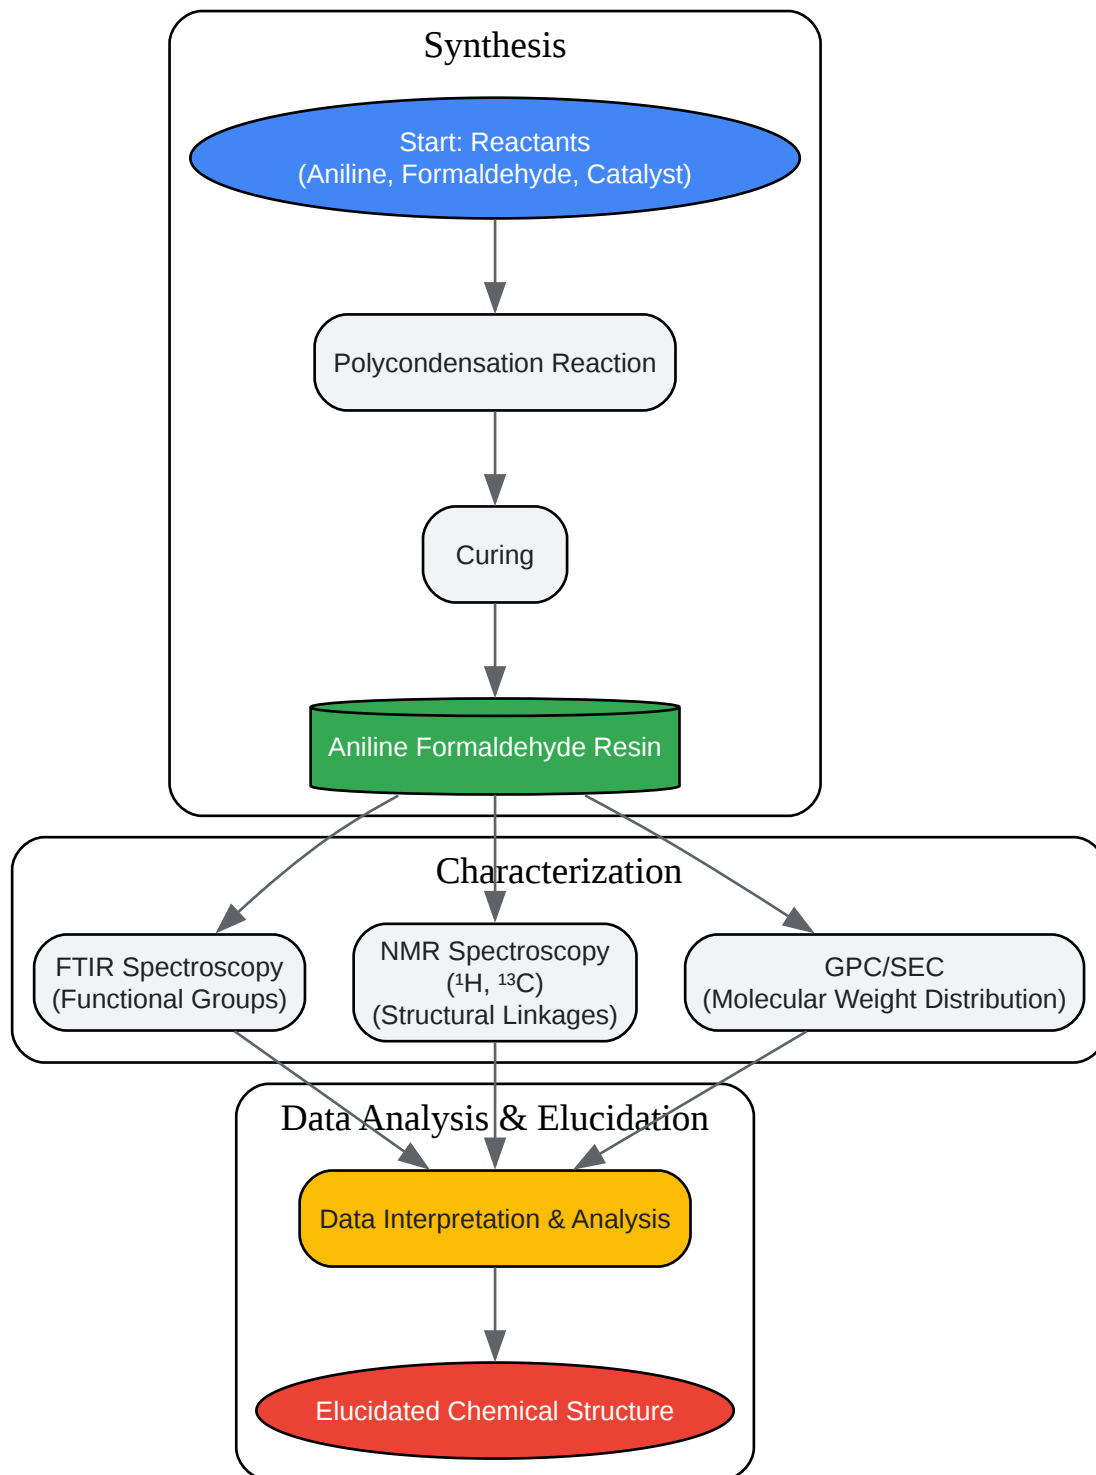 Synthesis
Start: Reactants
(Aniline, Formaldehyde, Catalyst)
Polycondensation Reaction
Curing
Aniline Formaldehyde Resin
Characterization
FTIR Spectroscopy
(Functional Groups)
NMR Spectroscopy
(¹H, ¹³C)
(Structural Linkages)
GPC/SEC
(Molecular Weight Distribution)
Data Analysis & Elucidation
Data Interpretation & Analysis
Elucidated Chemical Structure